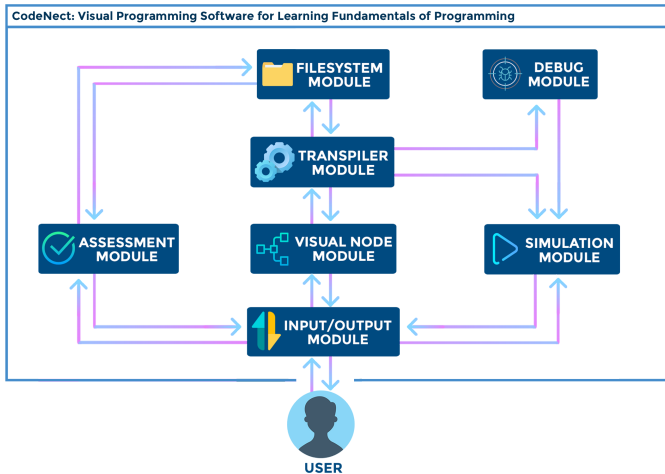 CodeNect: Visual Programming Software for Learning Fundamentals of Programming
FILESYSTEM
MODULE
DEBUG
MODULE
TRANSPILER
MODULE
ASSESSMENT
MODULE
VISUAL NODE
MODULE
SIMULATION
MODULE
INPUT/OUTPUT
MODULE
USER